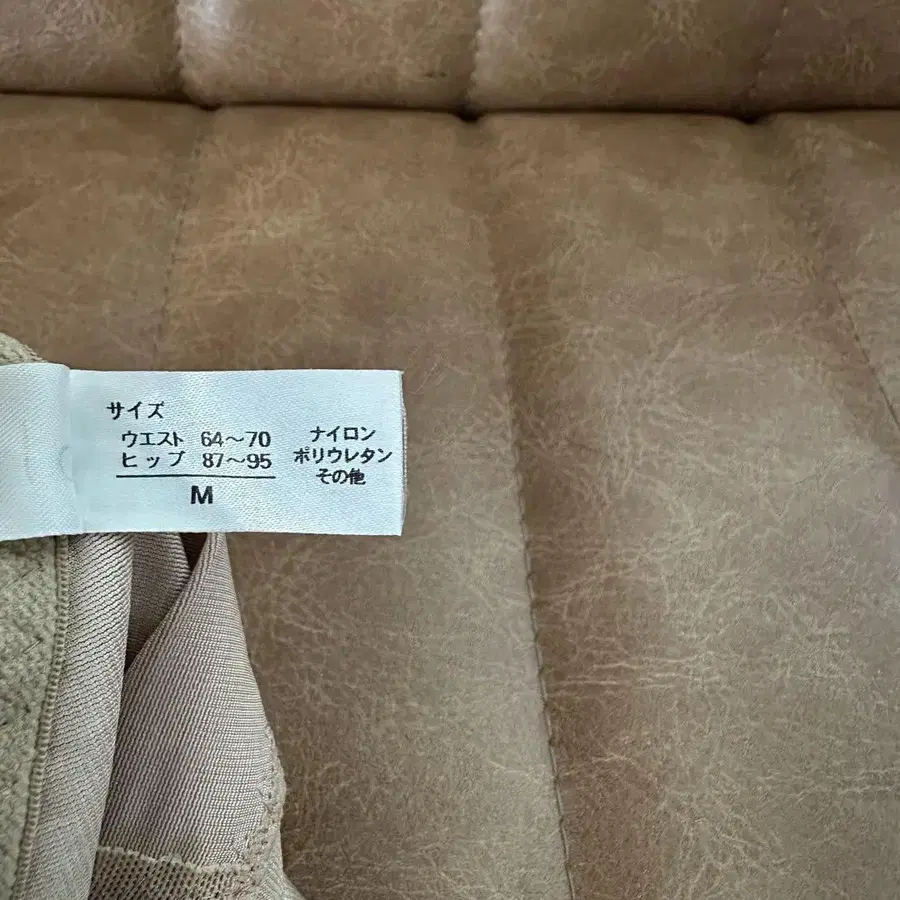 サイズ
ウエスト 64〜70
ヒップ 87〜95
M
ナイロン
ポリウレタン
その他